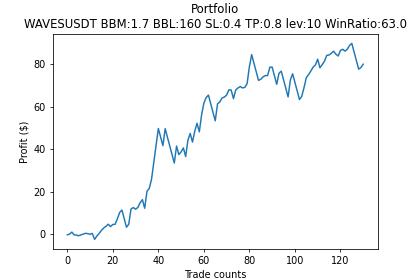 Portfolio
WAVESUSDT BBM:1.7 BBL:160 SL:0.4 TP:0.8 lev:10 WinRatio:63.0
80
60
40
20
0
Profit ($)
0 20 40 60 80 100 120
Trade counts